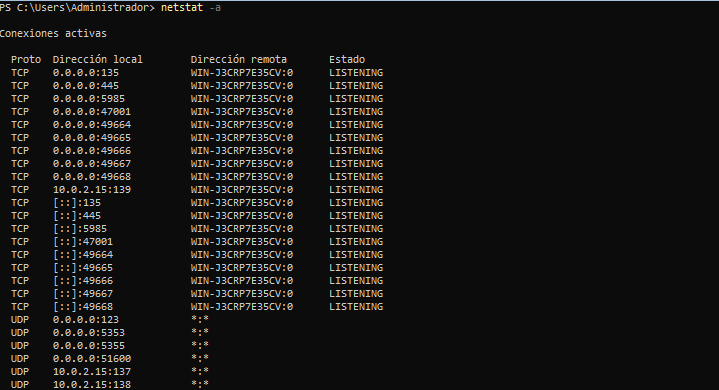 PS C:\Users\Administrador> netstat -a
Conexiones activas
Proto Dirección local Dirección remota Estado
TCP 0.0.0.0:135 WIN-J3CRP7E35CV:0 LISTENING
TCP 0.0.0.0:445 WIN-J3CRP7E35CV:0 LISTENING
TCP 0.0.0.0:5985 WIN-J3CRP7E35CV:0 LISTENING
TCP 0.0.0.0:47001 WIN-J3CRP7E35CV:0 LISTENING
TCP 0.0.0.0:49664 WIN-J3CRP7E35CV:0 LISTENING
TCP 0.0.0.0:49665 WIN-J3CRP7E35CV:0 LISTENING
TCP 0.0.0.0:49666 WIN-J3CRP7E35CV:0 LISTENING
TCP 0.0.0.0:49667 WIN-J3CRP7E35CV:0 LISTENING
TCP 0.0.0.0:49668 WIN-J3CRP7E35CV:0 LISTENING
TCP 10.0.2.15:139 WIN-J3CRP7E35CV:0 LISTENING
TCP [::]:135 WIN-J3CRP7E35CV:0 LISTENING
TCP [::]:445 WIN-J3CRP7E35CV:0 LISTENING
TCP [::]:5985 WIN-J3CRP7E35CV:0 LISTENING
TCP [::]:47001 WIN-J3CRP7E35CV:0 LISTENING
TCP [::]:49664 WIN-J3CRP7E35CV:0 LISTENING
TCP [::]:49665 WIN-J3CRP7E35CV:0 LISTENING
TCP [::]:49666 WIN-J3CRP7E35CV:0 LISTENING
TCP [::]:49667 WIN-J3CRP7E35CV:0 LISTENING
TCP [::]:49668 WIN-J3CRP7E35CV:0 LISTENING
UDP 0.0.0.0:123 *:*
UDP 0.0.0.0:5353 *:*
UDP 0.0.0.0:5355 *:*
UDP 0.0.0.0:51600 *:*
UDP 10.0.2.15:137 *:*
UDP 10.0.2.15:138 *:*